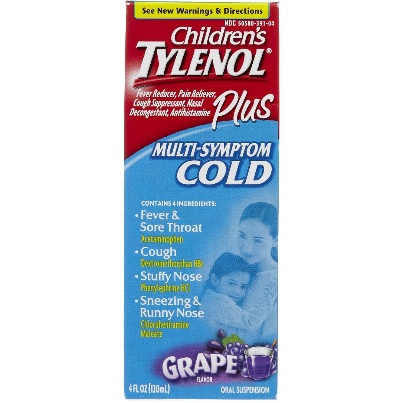 See New Warnings & Directions
NDC 50580-391-04
Children's
TYLENOL®
Plus
Fever Reducer, Pain Reliever,
Cough Suppressant, Nasal
Decongestant, Antihistamine
MULTI-SYMPTOM
COLD
CONTAINS 4 INGREDIENTS:
• Fever &
Sore Throat
Acetaminophen
• Cough
Dextromethorphan HBr
• Stuffy Nose
Phenylephrine HCl
• Sneezing &
Runny Nose
Chlorpheniramine
Maleate
GRAPE
FLAVOR
4 FL OZ (120mL)
ORAL SUSPENSION